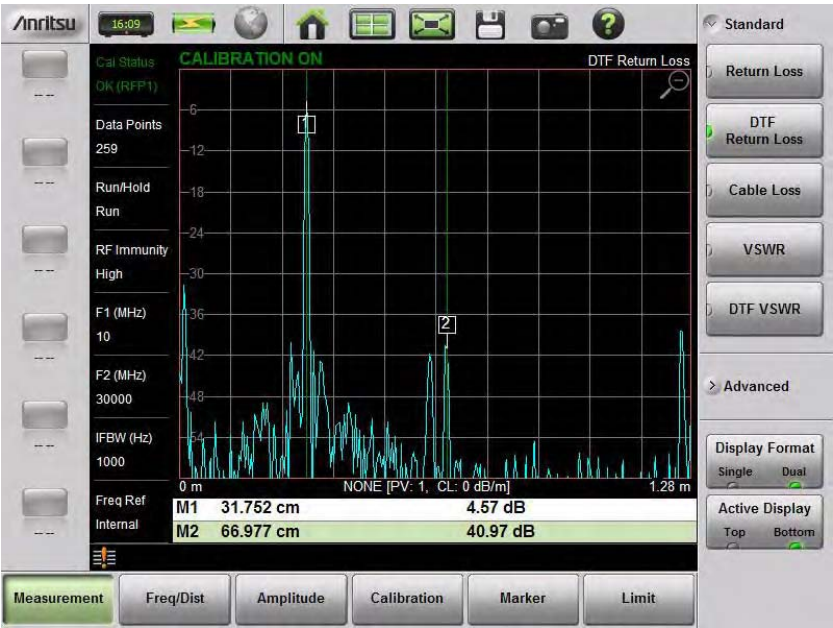 Anritsu
16:09
?
Standard
Cal Status
OK (RFP1)
CALIBRATION ON
DTF Return Loss
Return Loss
-- --
Data Points
259
-6
1
DTF
Return Loss
-12
-- --
Run/Hold
Run
-18
Cable Loss
-24
RF Immunity
High
-- --
-30
VSWR
F1 (MHz)
10
-36
2
DTF VSWR
-- --
-42
F2 (MHz)
30000
-48
> Advanced
IFBW (Hz)
1000
-54
-- --
Display Format
Single Dual
0 m NONE [PV: 1, CL: 0 dB/m] 1.28 m
Freq Ref
Internal
-- --
M1 31.752 cm 4.57 dB
M2 66.977 cm 40.97 dB
Active Display
Top Bottom
Measurement Freq/Dist Amplitude Calibration Marker Limit